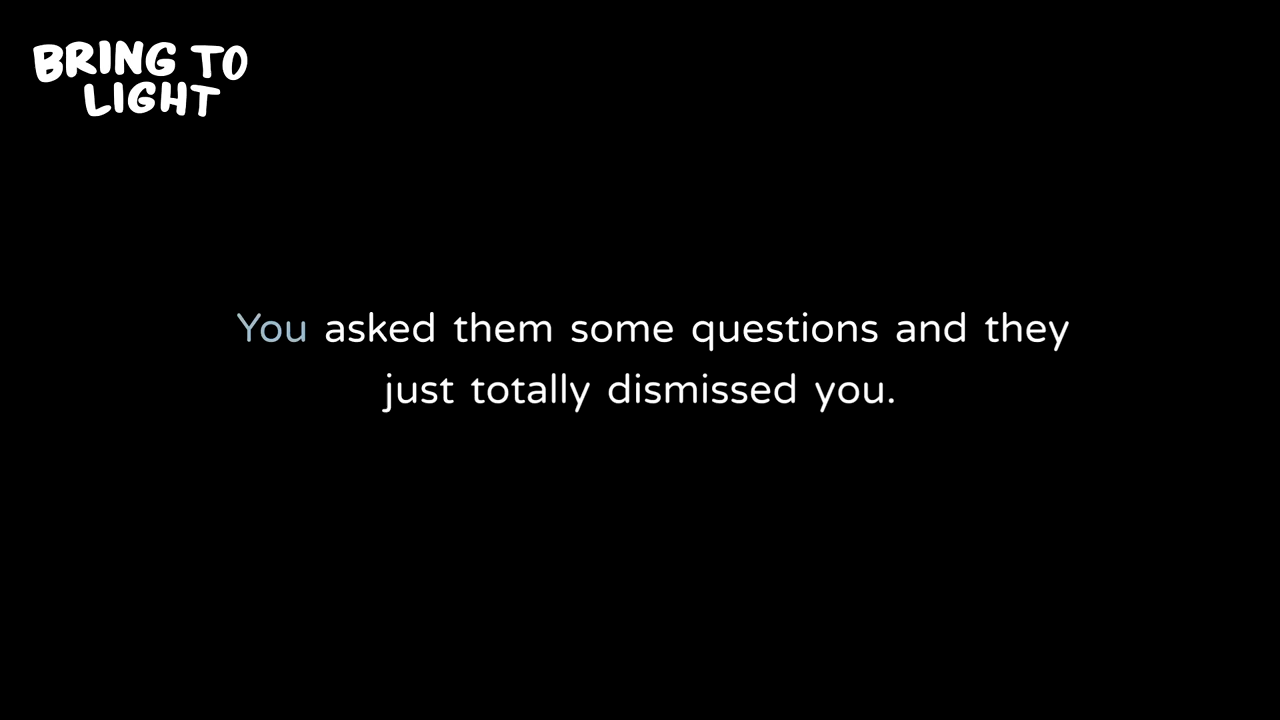 BRING TO
LIGHT
You asked them some questions and they
just totally dismissed you.